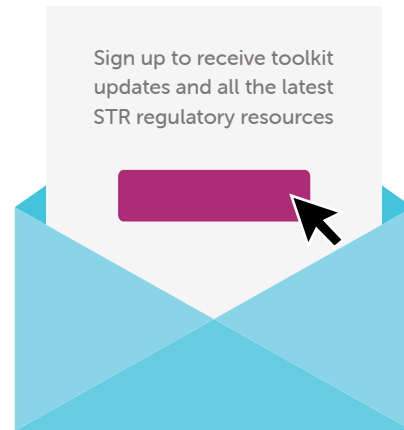 Sign up to receive toolkit
updates and all the latest
STR regulatory resources